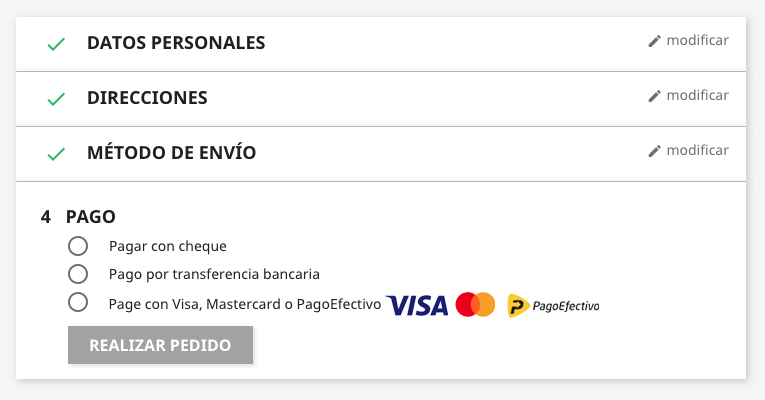 DATOS PERSONALES modificar
DIRECCIONES modificar
MÉTODO DE ENVÍO modificar
4 PAGO
Pagar con cheque
Pago por transferencia bancaria
Page con Visa, Mastercard o PagoEfectivo VISA PagoEfectivo
REALIZAR PEDIDO